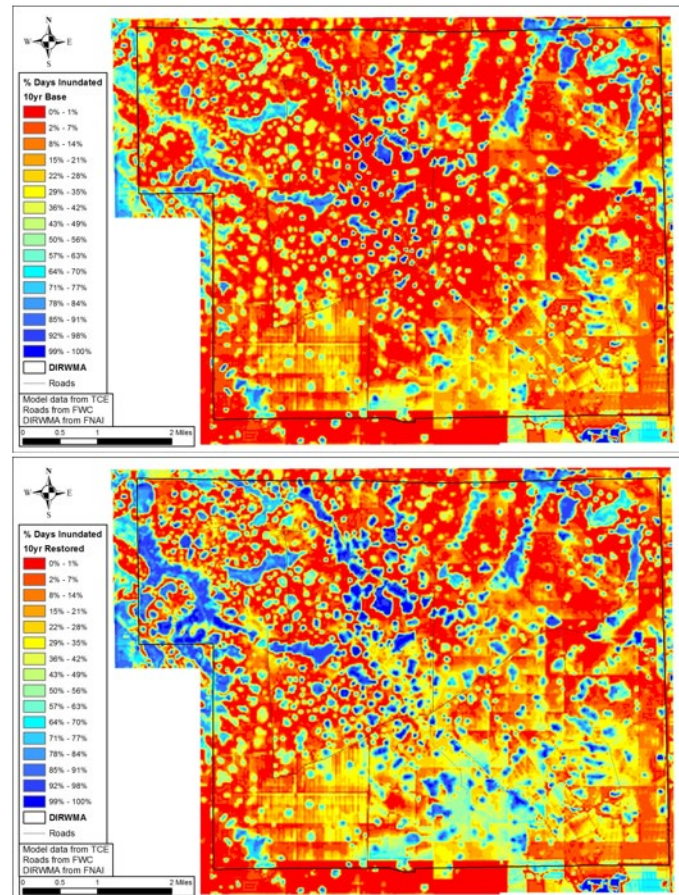 N
W E
S
% Days Inundated
10yr Base
0% - 1%
2% - 7%
8% - 14%
15% - 21%
22% - 28%
29% - 35%
36% - 42%
43% - 49%
50% - 56%
57% - 63%
64% - 70%
71% - 77%
78% - 84%
85% - 91%
92% - 98%
99% - 100%
DIRWMA
Roads
Model data from TCE
Roads from FWC
DIRWMA from FNAI
0 0.5 1 2 Miles
N
W E
S
% Days Inundated
10yr Restored
0% - 1%
2% - 7%
8% - 14%
15% - 21%
22% - 28%
29% - 35%
36% - 42%
43% - 49%
50% - 56%
57% - 63%
64% - 70%
71% - 77%
78% - 84%
85% - 91%
92% - 98%
99% - 100%
DIRWMA
Roads
Model data from TCE
Roads from FWC
DIRWMA from FNAI
0 0.5 1 2 Miles